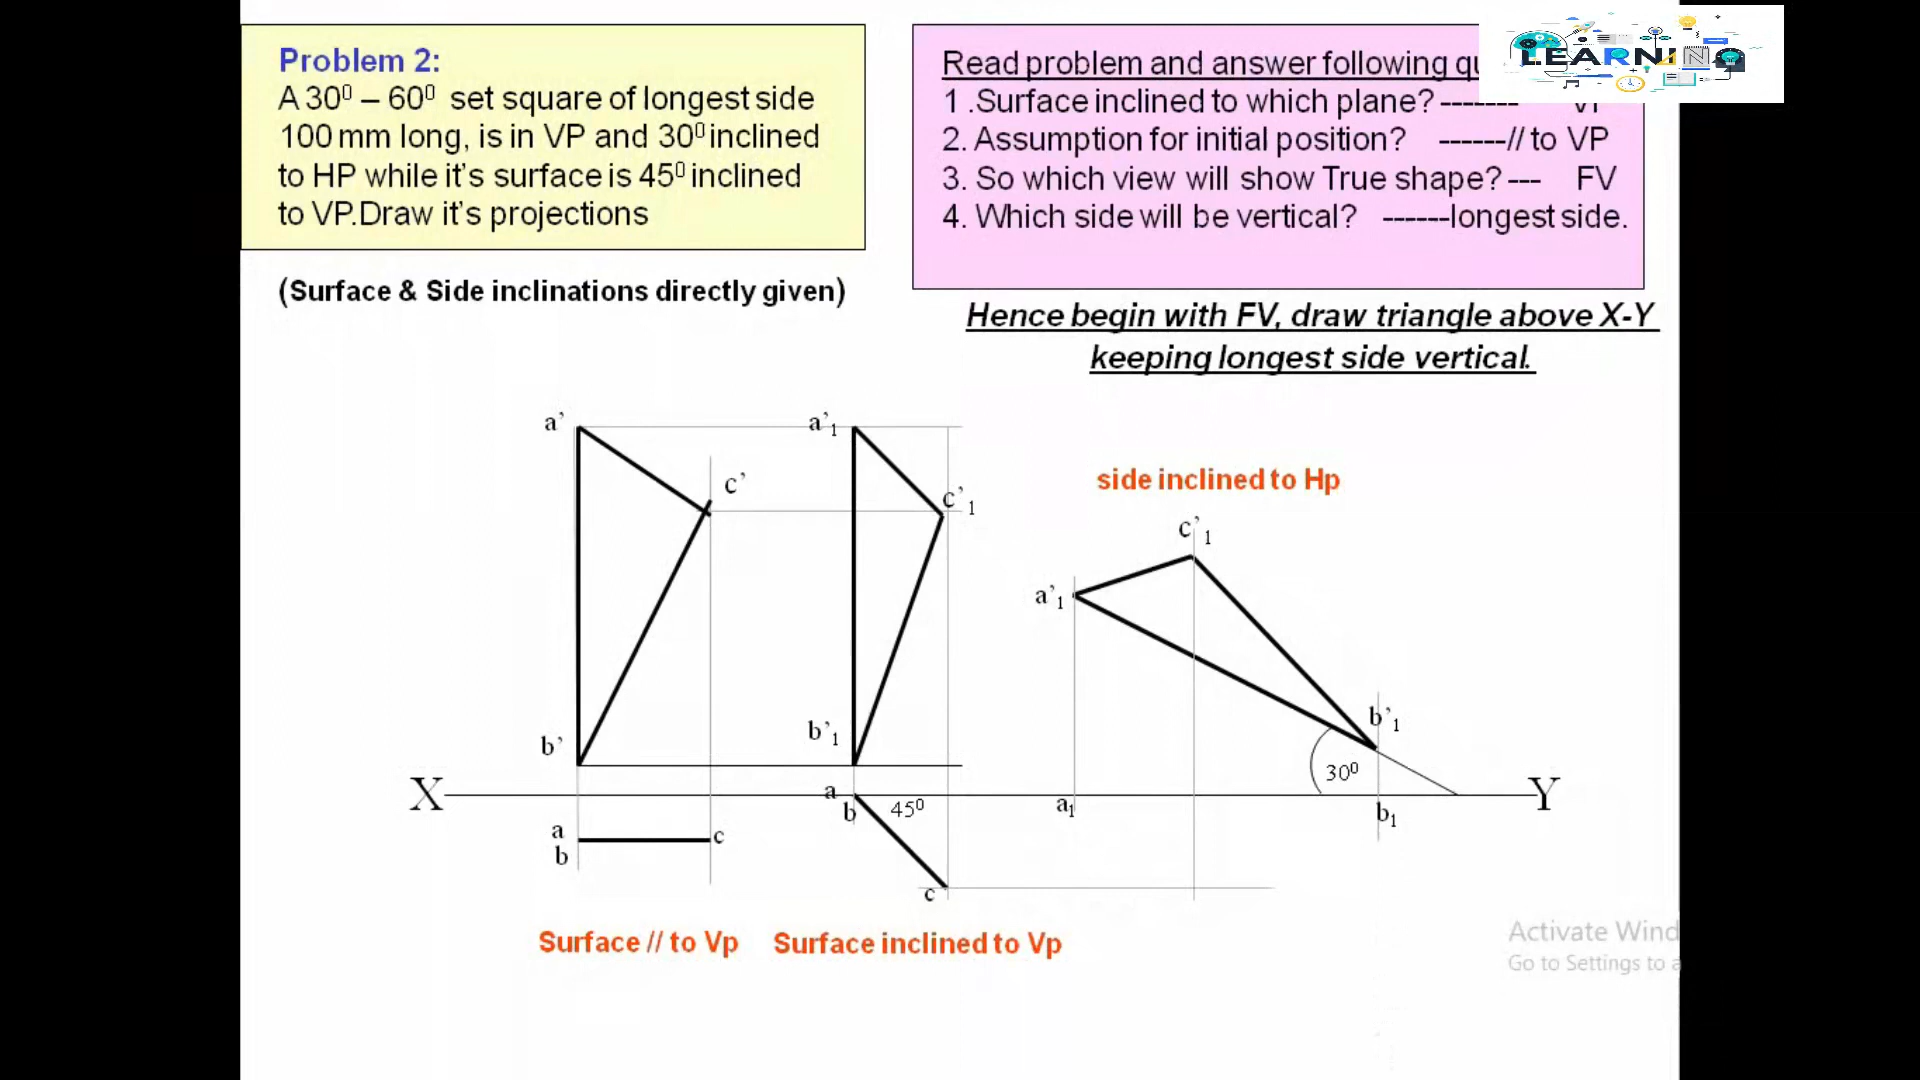 Problem 2:
A 30⁰ – 60⁰ set square of longest side
100 mm long, is in VP and 30⁰ inclined
to HP while it's surface is 45⁰ inclined
to VP.Draw it's projections
(Surface & Side inclinations directly given)
LEARNING
Read problem and answer following
1 .Surface inclined to which plane? -------
2. Assumption for initial position? ------// to VP
3. So which view will show True shape? --- FV
4. Which side will be vertical? ------longest side.
Hence begin with FV, draw triangle above X-Y
keeping longest side vertical.
a' a'1
c' c'1
side inclined to Hp
c'1
a'1
b' b'1 b'1
30⁰
X Y
a 45⁰ a1
b b1
a c
b
c
Surface // to Vp Surface inclined to Vp
Activate Wind
Go to Settings to a